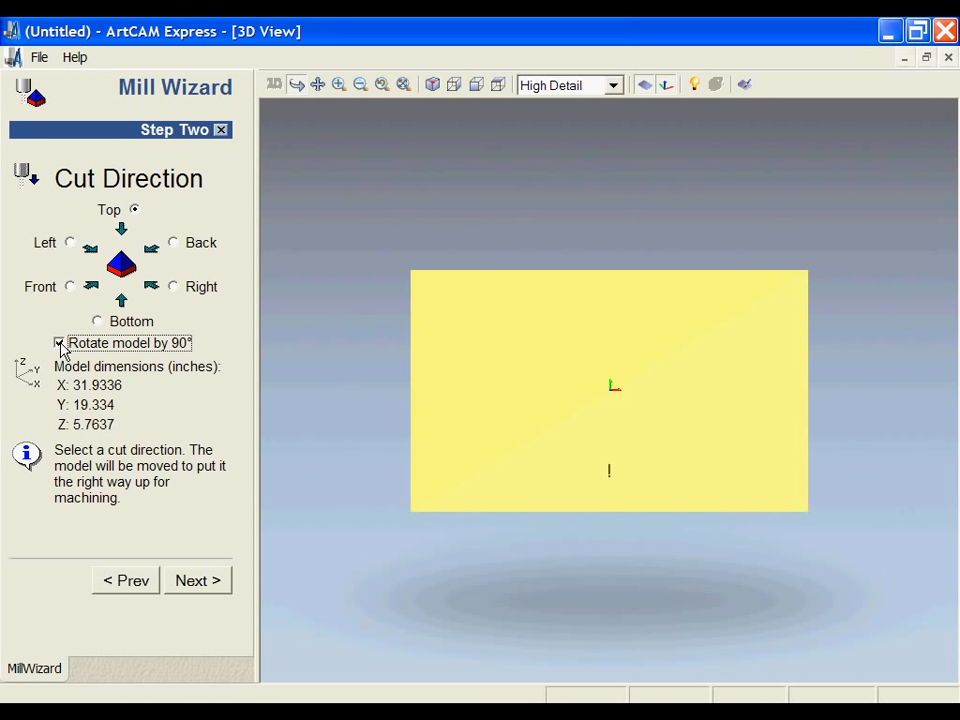 (Untitled) - ArtCAM Express - [3D View]
File Help
Mill Wizard
Step Two
High Detail
Cut Direction
Top
Left
Back
Front
Right
Bottom
Rotate model by 90°
Model dimensions (inches):
X: 31.9336
Y: 19.334
Z: 5.7637
Z
Y
X
Select a cut direction. The
model will be moved to put it
the right way up for
machining.
< Prev
Next >
MillWizard